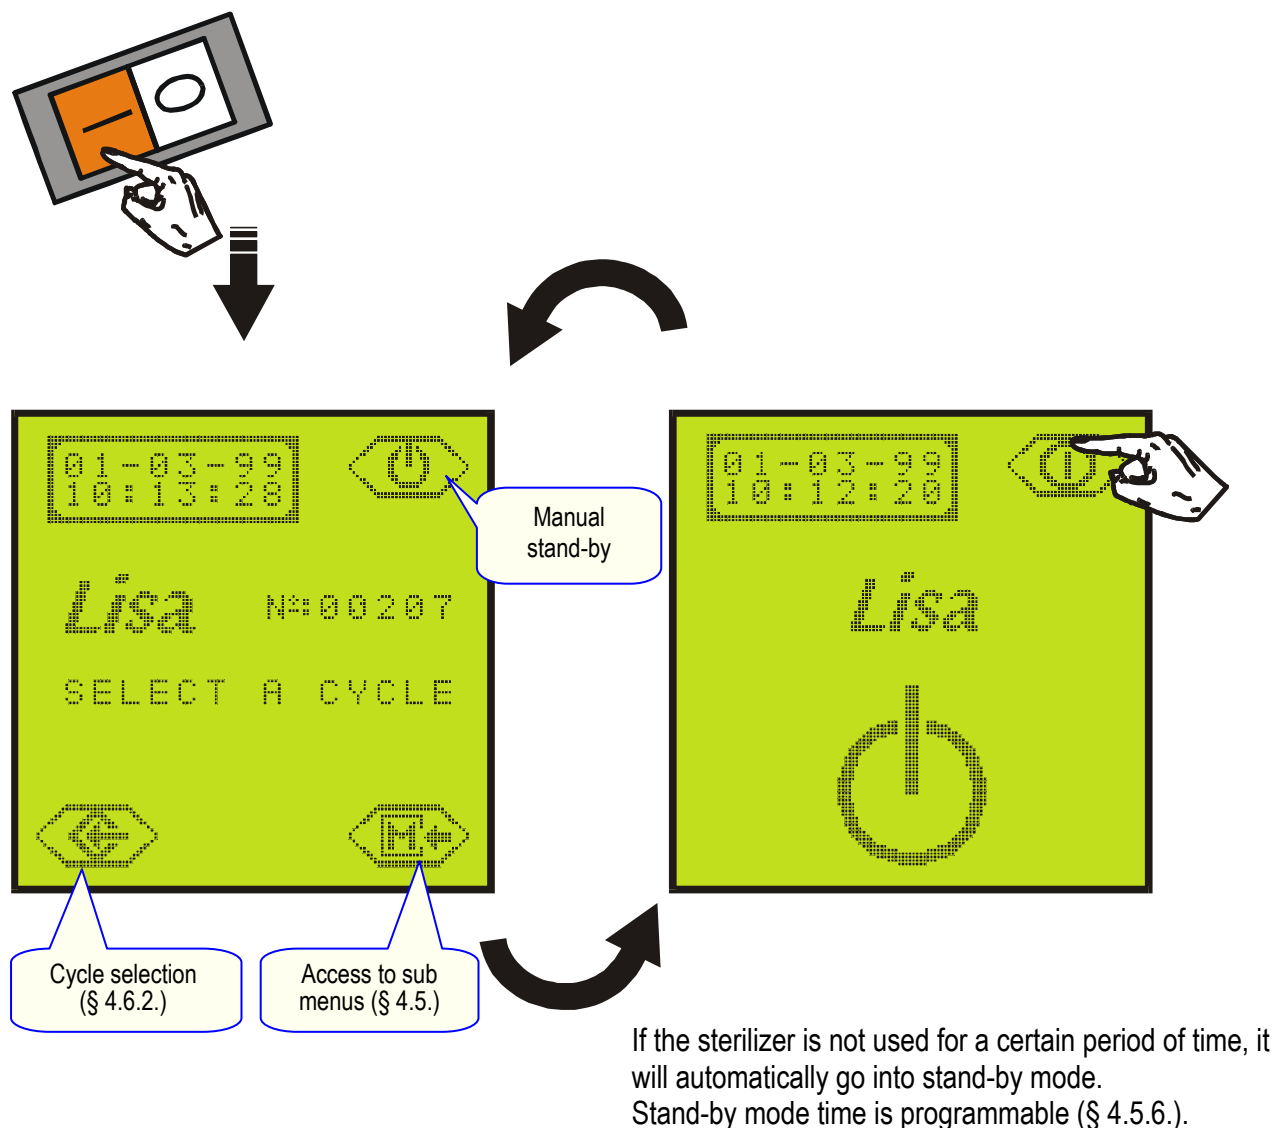 01-03-99
10:13:28
Manual
stand-by
Lisa Nº:00207
SELECT A CYCLE
M
Cycle selection
(§ 4.6.2.)
Access to sub
menus (§ 4.5.)
01-03-99
10:12:20
Lisa
If the sterilizer is not used for a certain period of time, it
will automatically go into stand-by mode.
Stand-by mode time is programmable (§ 4.5.6.).